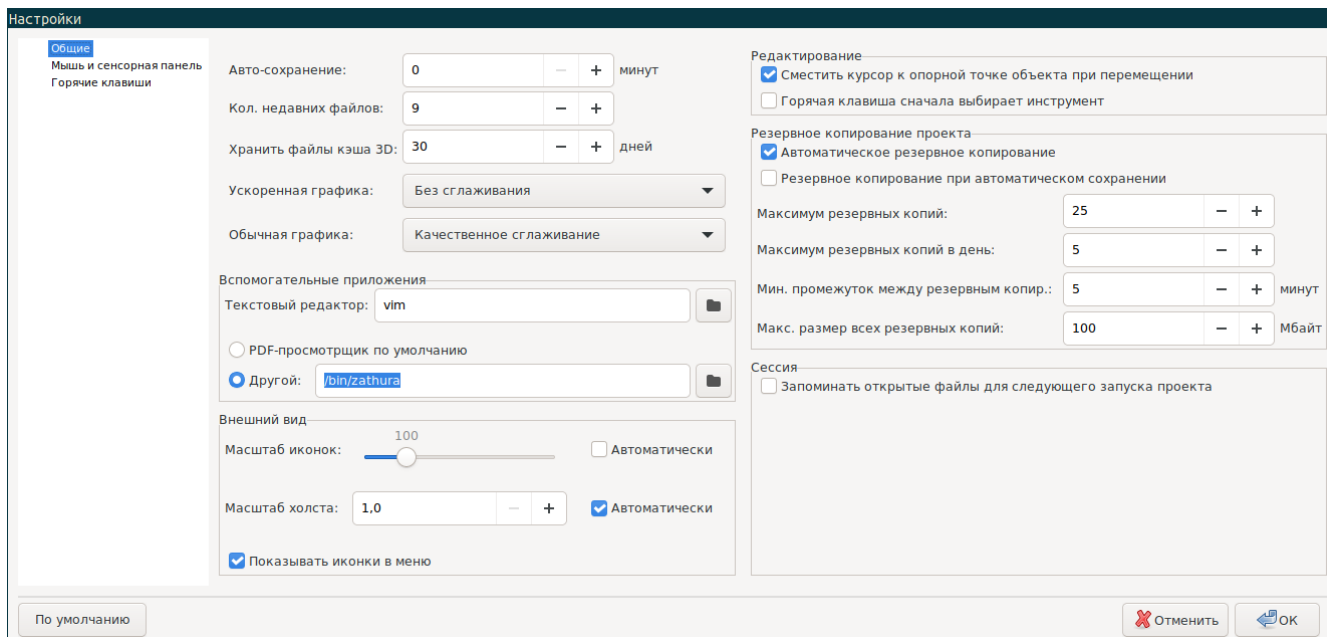 Настройки
Общие
Мышь и сенсорная панель
Горячие клавиши
Авто-сохранение: 0 минут
Кол. недавних файлов: 9
Хранить файлы кэша 3D: 30 дней
Ускоренная графика: Без сглаживания
Обычная графика: Качественное сглаживание
Вспомогательные приложения
Текстовый редактор: vim
PDF-просмотрщик по умолчанию
Другой: /bin/zathura
Внешний вид
100
Масштаб иконок: Автоматически
Масштаб холста: 1,0 Автоматически
Показывать иконки в меню
Редактирование
Сместить курсор к опорной точке объекта при перемещении
Горячая клавиша сначала выбирает инструмент
Резервное копирование проекта
Автоматическое резервное копирование
Резервное копирование при автоматическом сохранении
Максимум резервных копий: 25
Максимум резервных копий в день: 5
Мин. промежуток между резервным копир.: 5 минут
Макс. размер всех резервных копий: 100 Мбайт
Сессия
Запоминать открытые файлы для следующего запуска проекта
По умолчанию
Отменить
ОК